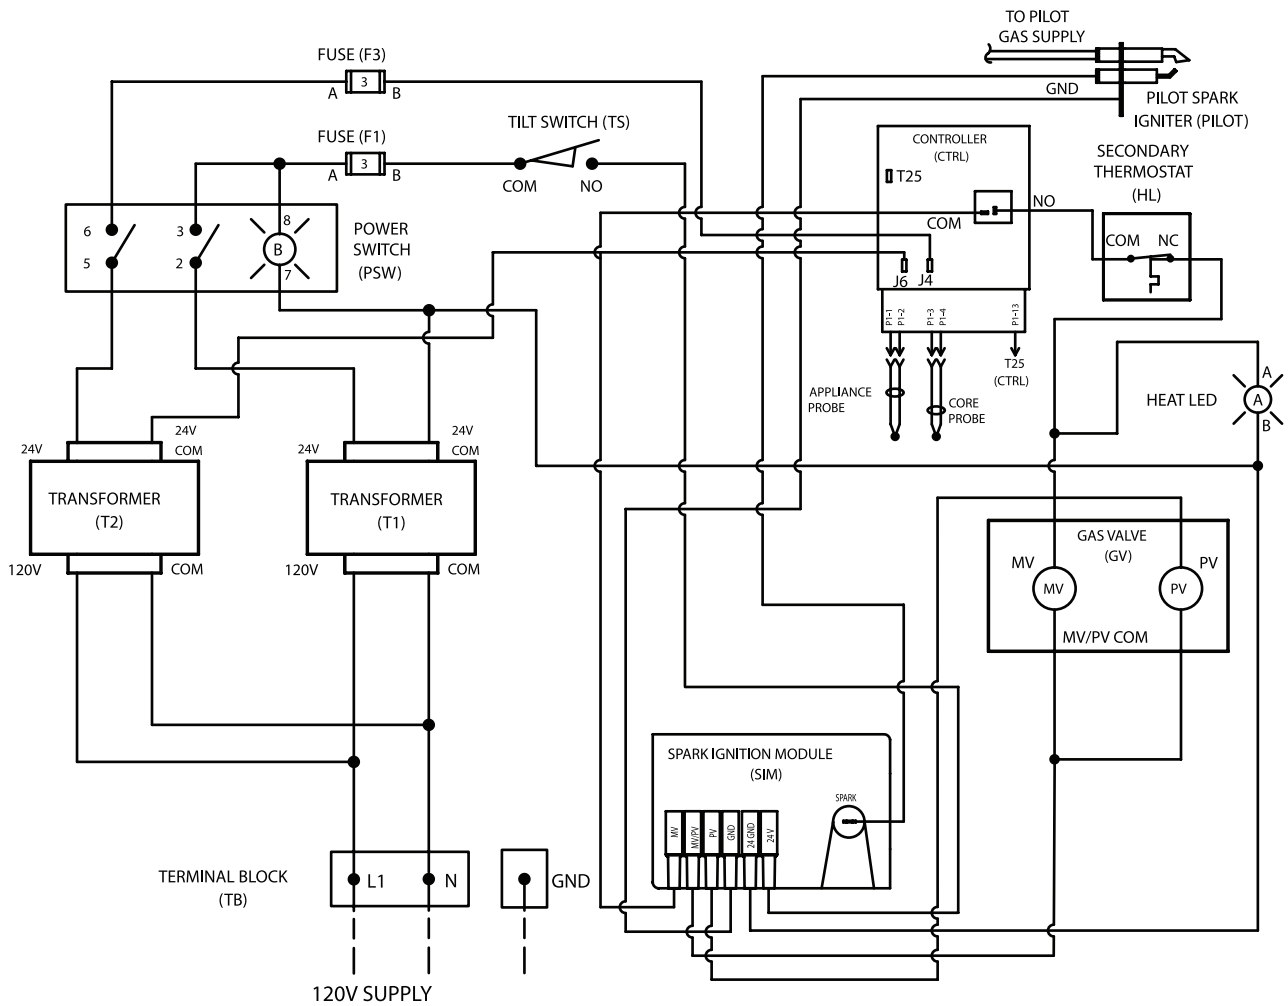 TO PILOT
GAS SUPPLY
GND
PILOT SPARK
IGNITER (PILOT)
FUSE (F3)
A 3 B
FUSE (F1)
A 3 B
TILT SWITCH (TS)
COM NO
CONTROLLER
(CTRL)
T25
COM
NO
J6 J4
P1-1
P1-2
P1-3
P1-4
P1-13
T25
(CTRL)
APPLIANCE
PROBE
CORE
PROBE
SECONDARY
THERMOSTAT
(HL)
COM NC
6
5
3
2
8
B
7
POWER
SWITCH
(PSW)
HEAT LED
A
A
B
24V
24V
COM
TRANSFORMER
(T2)
120V
COM
24V
24V
COM
TRANSFORMER
(T1)
120V
COM
GAS VALVE
(GV)
MV
MV
PV
PV
MV/PV COM
SPARK IGNITION MODULE
(SIM)
SPARK
MV
MV/PV
PV
GND
24 GND
24 V
TERMINAL BLOCK
(TB)
L1
N
GND
120V SUPPLY